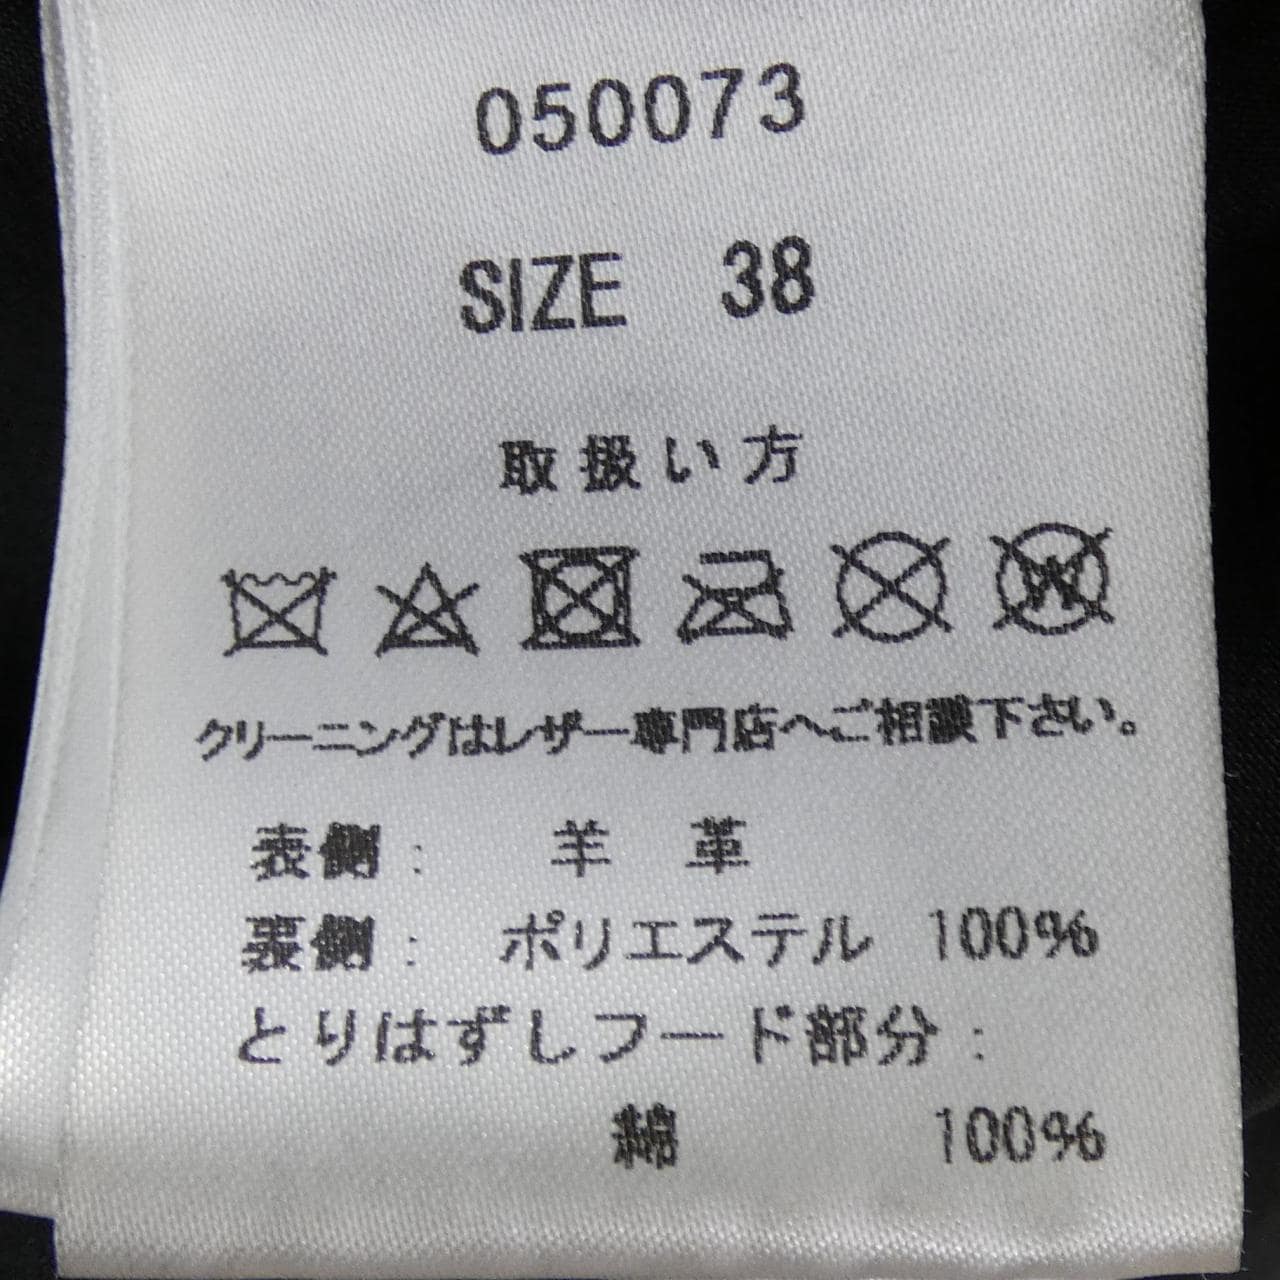 050073
SIZE 38
取扱い方
W
クリーニングはレザー専門店へご相談下さい。
表側： 羊革
裏側： ポリエステル 100%
とりはずしフード部分：
綿 100%